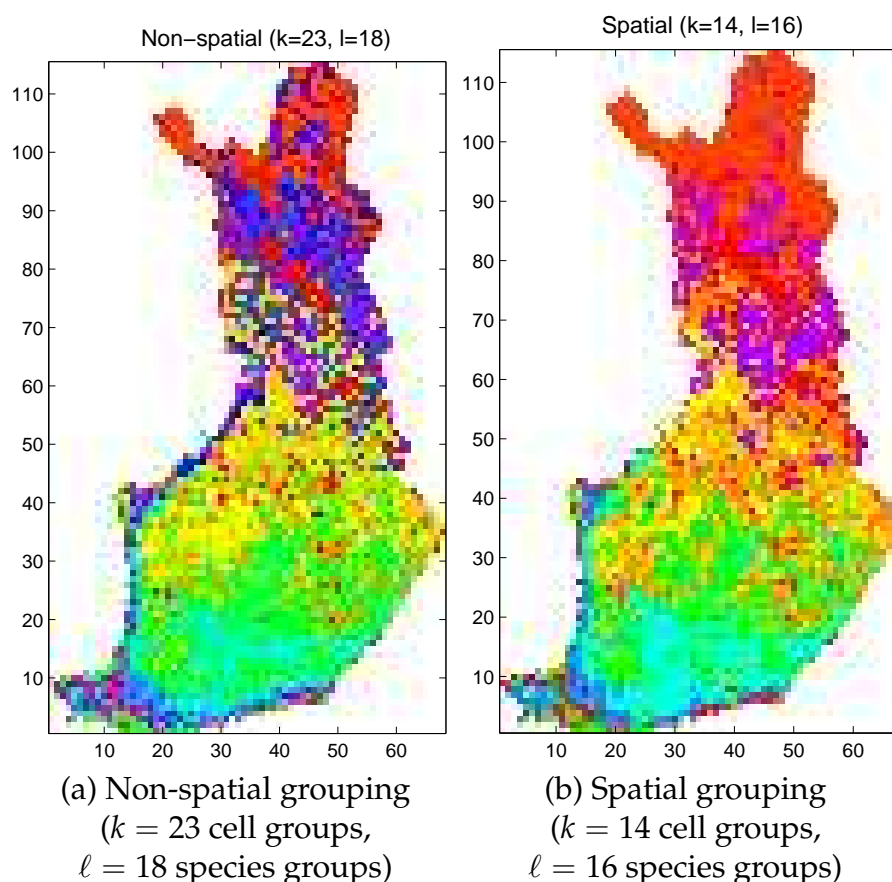 Non-spatial (k=23, l=18)
110
100
90
80
70
60
50
40
30
20
10
10 20 30 40 50 60
(a) Non-spatial grouping
(k = 23 cell groups,
ℓ = 18 species groups)
Spatial (k=14, l=16)
110
100
90
80
70
60
50
40
30
20
10
10 20 30 40 50 60
(b) Spatial grouping
(k = 14 cell groups,
ℓ = 16 species groups)